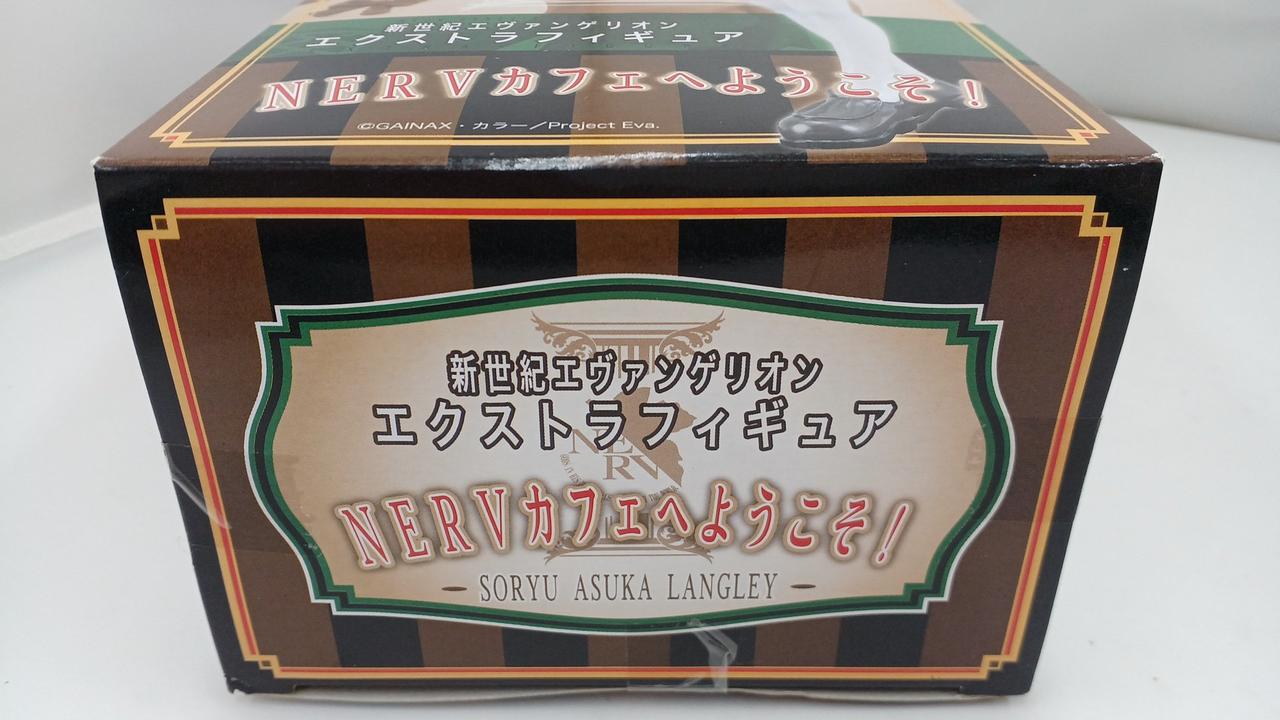 新世紀エヴァンゲリオン
エクストラフィギュア
NERVカフェへようこそ!
©GAINAX・カラー/Project Eva.
新世紀エヴァンゲリオン
エクストラフィギュア
NERV
NERVカフェへようこそ!
SORYU ASUKA LANGLEY